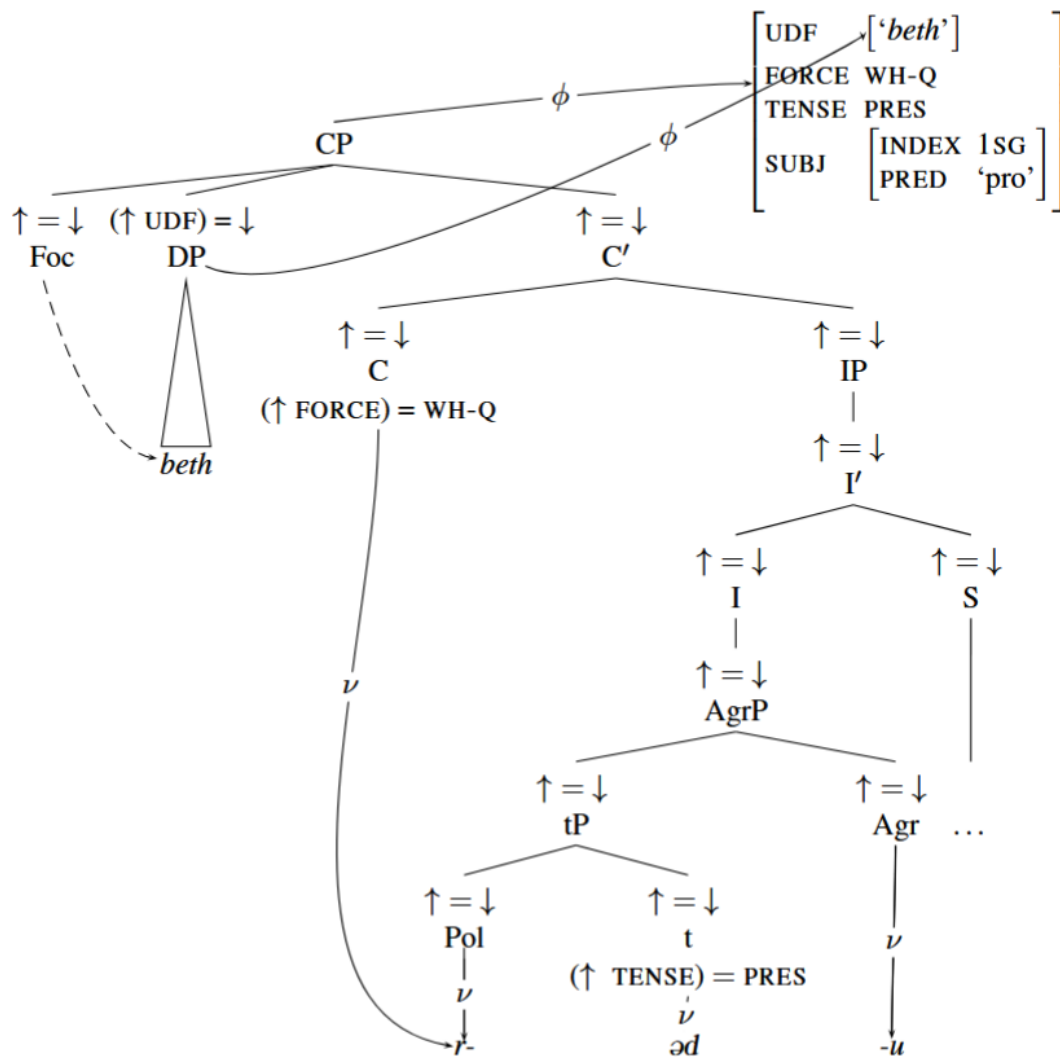 UDF [‘beth’]
FORCE WH-Q
TENSE PRES
SUBJ [INDEX 1SG
PRED ‘pro’]
ϕ
ϕ
CP
↑ = ↓ (↑ UDF) = ↓ ↑ = ↓
Foc DP C′
↑ = ↓ ↑ = ↓
C IP
(↑ FORCE) = WH-Q
beth
↑ = ↓
I′
↑ = ↓ ↑ = ↓
I S
↑ = ↓
AgrP
ν
↑ = ↓ ↑ = ↓
tP Agr ...
↑ = ↓ ↑ = ↓
Pol t
(↑ TENSE) = PRES
ν ν ν
r- əd -u